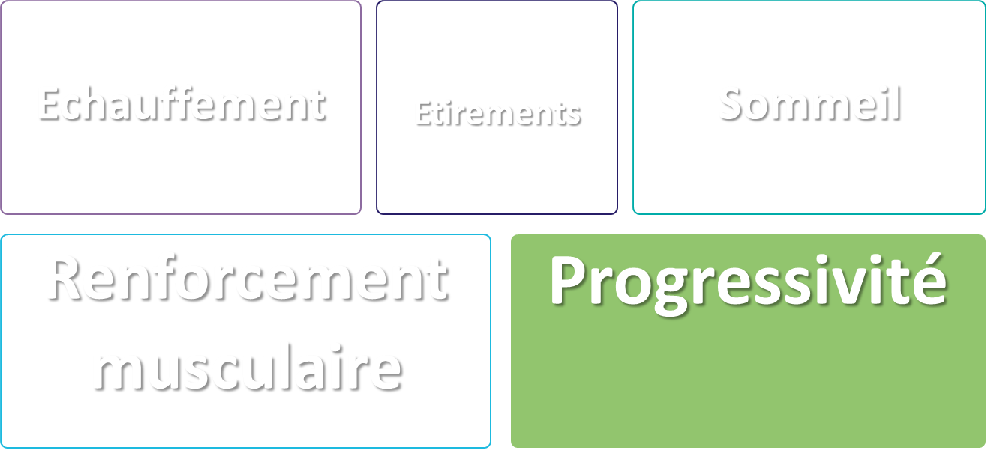 Echauffement
Etirements
Sommeil
Renforcement
musculaire
Progressivité